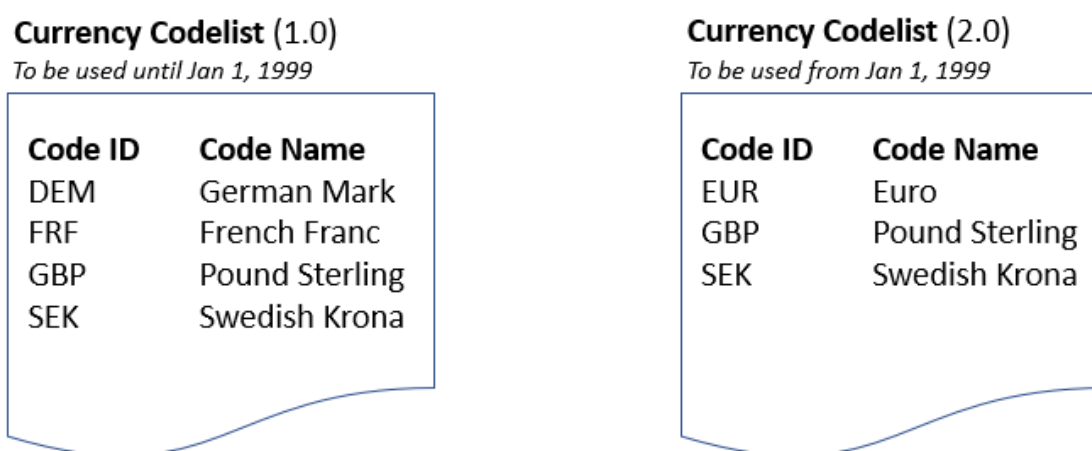 Currency Codelist (1.0)
To be used until Jan 1, 1999
Code ID Code Name
DEM German Mark
FRF French Franc
GBP Pound Sterling
SEK Swedish Krona
Currency Codelist (2.0)
To be used from Jan 1, 1999
Code ID Code Name
EUR Euro
GBP Pound Sterling
SEK Swedish Krona